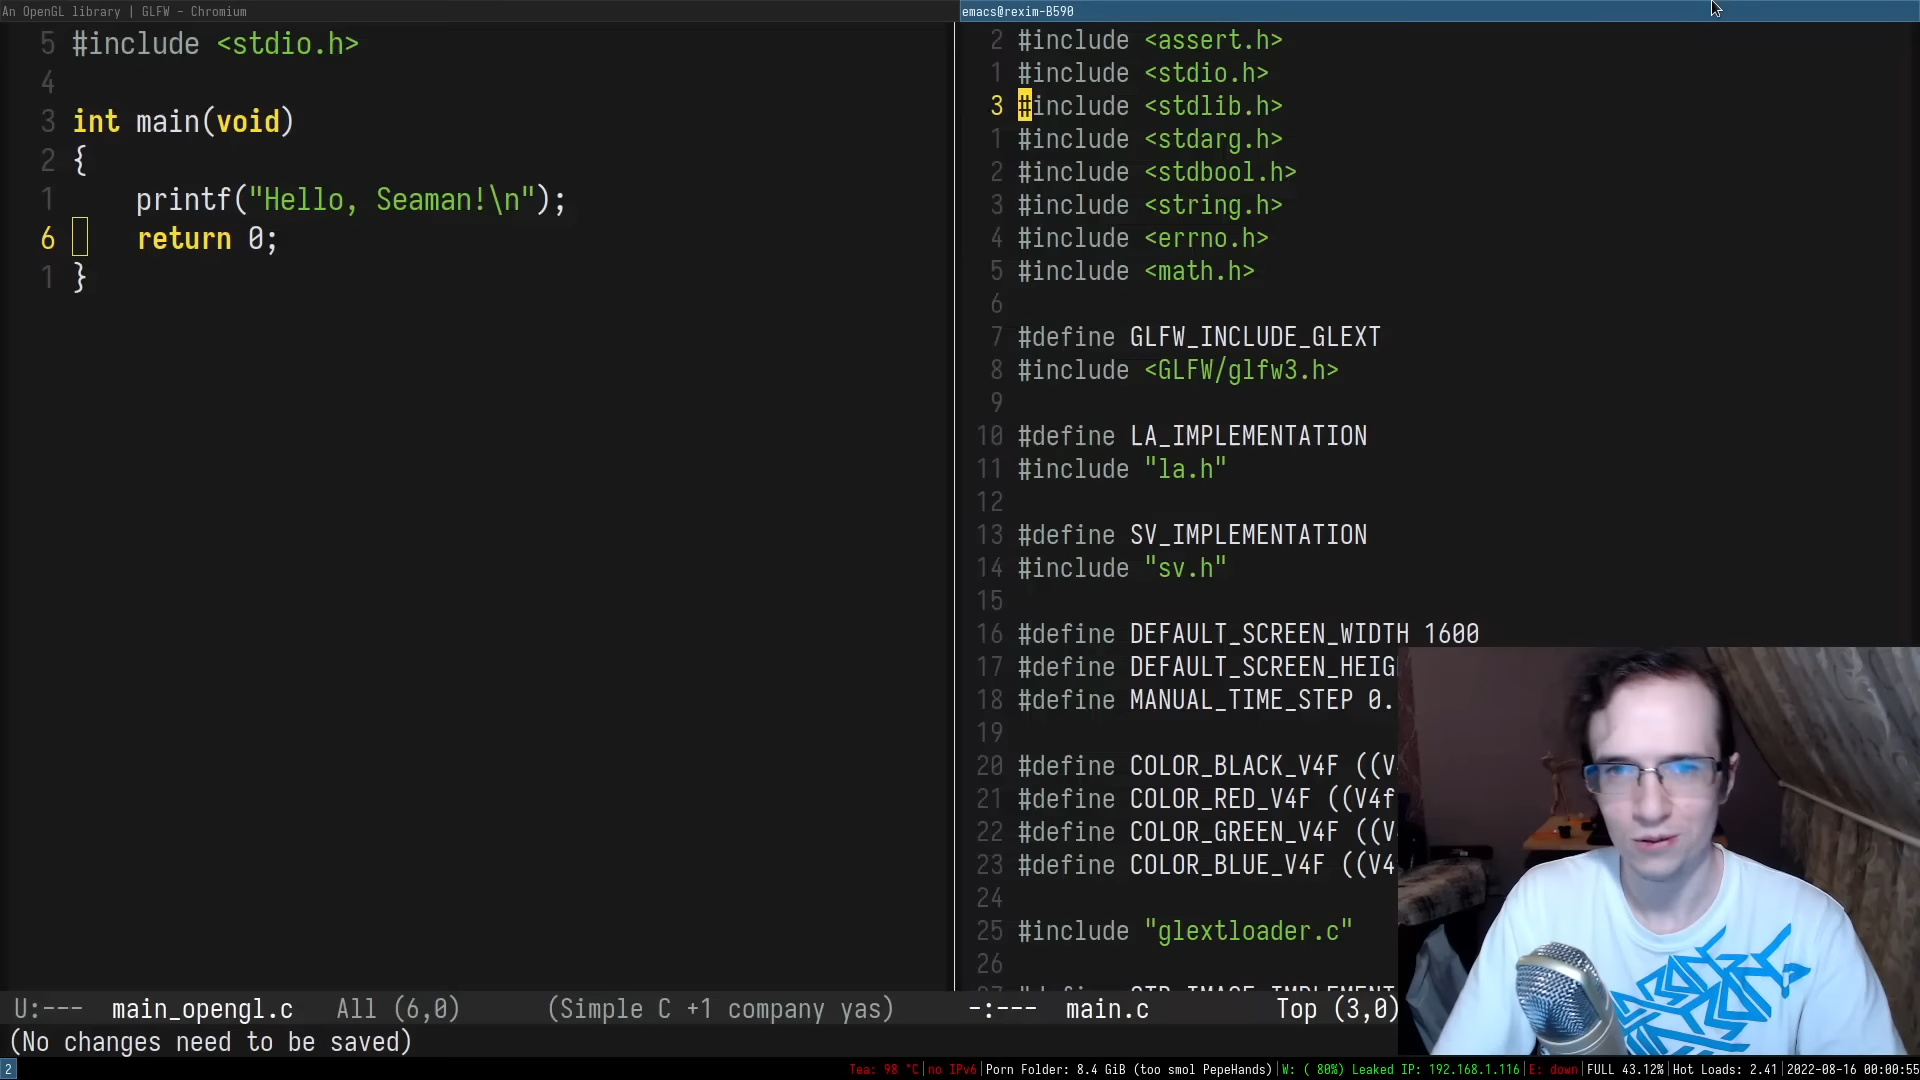 An OpenGL library | GLFW - Chromium
emacs@rexim-B590
5 #include <stdio.h>
4
3 int main(void)
2 {
1 printf("Hello, Seaman!\n");
6 return 0;
1 }
2 #include <assert.h>
1 #include <stdio.h>
3 #include <stdlib.h>
1 #include <stdarg.h>
2 #include <stdbool.h>
3 #include <string.h>
4 #include <errno.h>
5 #include <math.h>
6
7 #define GLFW_INCLUDE_GLEXT
8 #include <GLFW/glfw3.h>
9
10 #define LA_IMPLEMENTATION
11 #include "la.h"
12
13 #define SV_IMPLEMENTATION
14 #include "sv.h"
15
16 #define DEFAULT_SCREEN_WIDTH 1600
17 #define DEFAULT_SCREEN_HEIG
18 #define MANUAL_TIME_STEP 0.
19
20 #define COLOR_BLACK_V4F ((V
21 #define COLOR_RED_V4F ((V4f
22 #define COLOR_GREEN_V4F ((V
23 #define COLOR_BLUE_V4F ((V4
24
25 #include "glextloader.c"
26
U:--- main_opengl.c All (6,0) (Simple C +1 company yas)
-:--- main.c Top (3,0)
(No changes need to be saved)
2
Tea: 98 °C|no IPv6|Porn Folder: 8.4 GiB (too smol PepeHands)|W: ( 80%) Leaked IP: 192.168.1.116|E: down|FULL 43.12%|Hot Loads: 2.41|2022-08-16 00:00:55